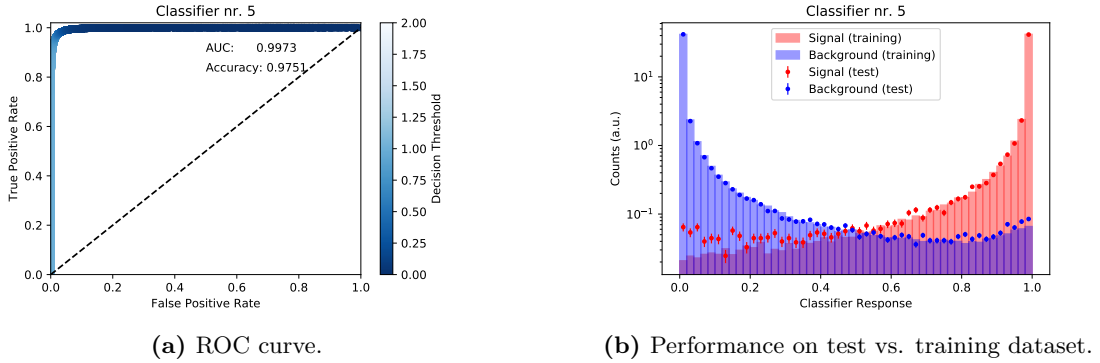 Classifier nr. 5
1.0
0.8
0.6
0.4
0.2
0.0
True Positive Rate
AUC: 0.9973
Accuracy: 0.9751
0.0 0.2 0.4 0.6 0.8 1.0
False Positive Rate
2.00
1.75
1.50
1.25
1.00
0.75
0.50
0.25
0.00
Decision Threshold
(a) ROC curve.
Classifier nr. 5
Signal (training)
Background (training)
Signal (test)
Background (test)
10¹
10⁰
10⁻¹
Counts (a.u.)
0.0 0.2 0.4 0.6 0.8 1.0
Classifier Response
(b) Performance on test vs. training dataset.